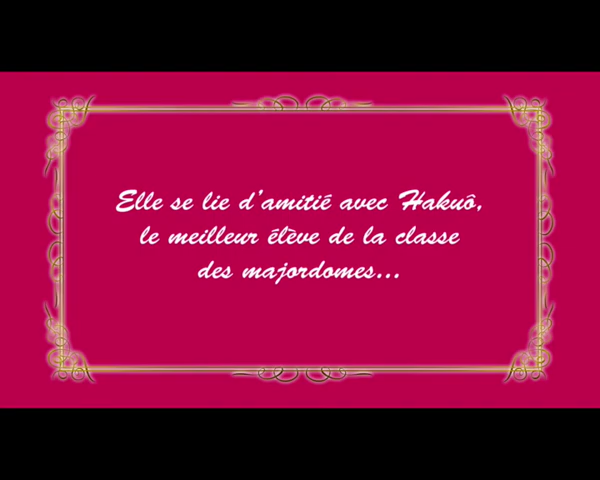 Elle se lie d'amitié avec Hakuô,
le meilleur élève de la classe
des majordomes...